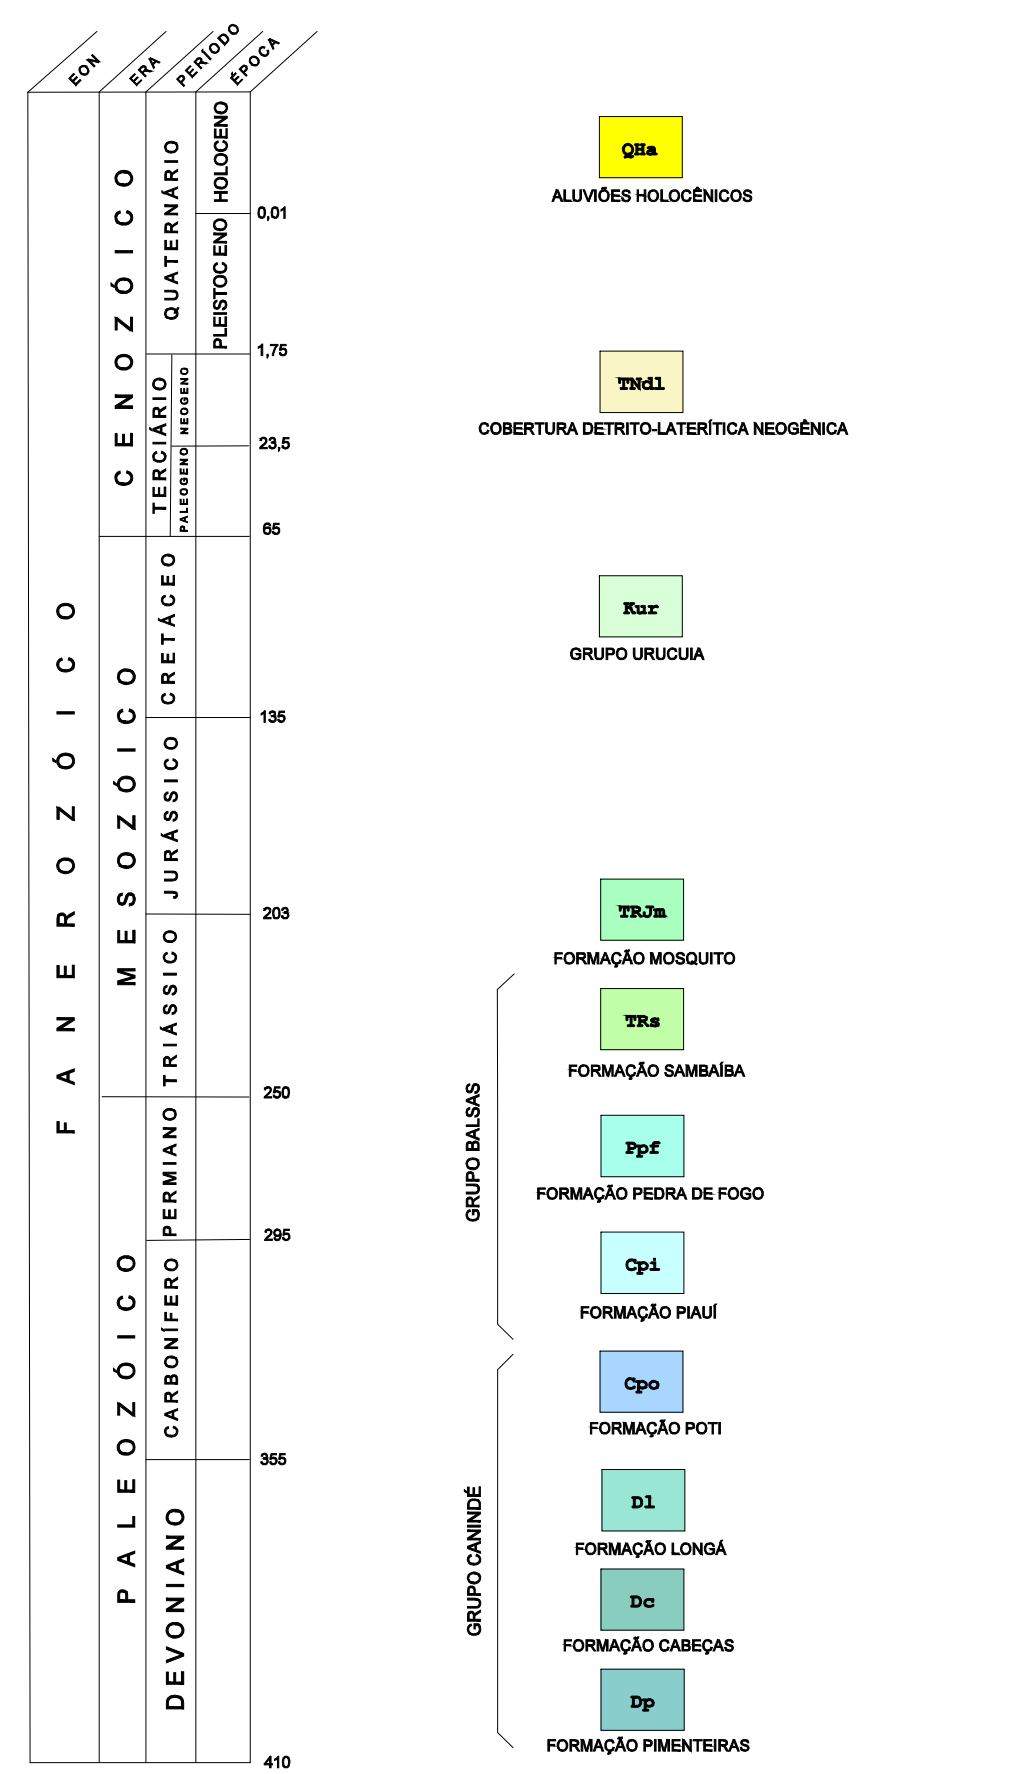 EON
ERA
PERÍODO
ÉPOCA
FANEROZÓICO
CENOZÓICO
QUATERNÁRIO
HOLOCENO
0,01
PLEISTOC ENO
1,75
TERCIÁRIO
NEOGENO
23,5
PALEOGENO
65
MESOZÓICO
CRETÁCEO
135
JURÁSSICO
203
TRIÁSSICO
250
PALEOZÓICO
PERMIANO
295
CARBONÍFERO
355
DEVONIANO
410
QHa
ALUVIÕES HOLOCÊNICOS
TNdl
COBERTURA DETRITO-LATERÍTICA NEOGÊNICA
Kur
GRUPO URUCUIA
TRJm
FORMAÇÃO MOSQUITO
GRUPO BALSAS
TRs
FORMAÇÃO SAMBAÍBA
Ppf
FORMAÇÃO PEDRA DE FOGO
Cpi
FORMAÇÃO PIAUÍ
GRUPO CANINDÉ
Cpo
FORMAÇÃO POTI
Dl
FORMAÇÃO LONGÁ
Dc
FORMAÇÃO CABEÇAS
Dp
FORMAÇÃO PIMENTEIRAS